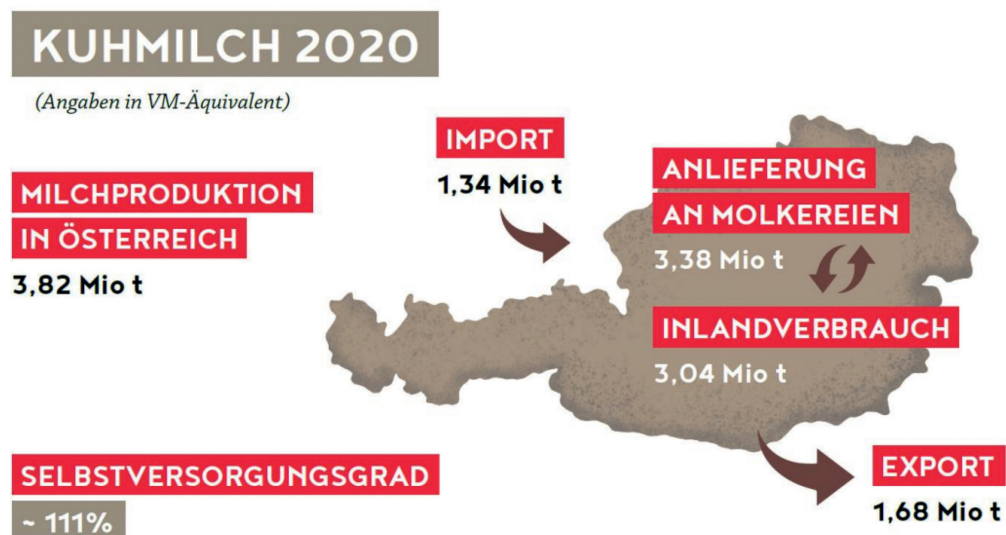 KUHMILCH 2020
(Angaben in VM-Äquivalent)
MILCHPRODUKTION
IN ÖSTERREICH
3,82 Mio t
IMPORT
1,34 Mio t
ANLIEFERUNG
AN MOLKEREIEN
3,38 Mio t
INLANDVERBRAUCH
3,04 Mio t
SELBSTVERSORGUNGSGRAD
~ 111%
EXPORT
1,68 Mio t